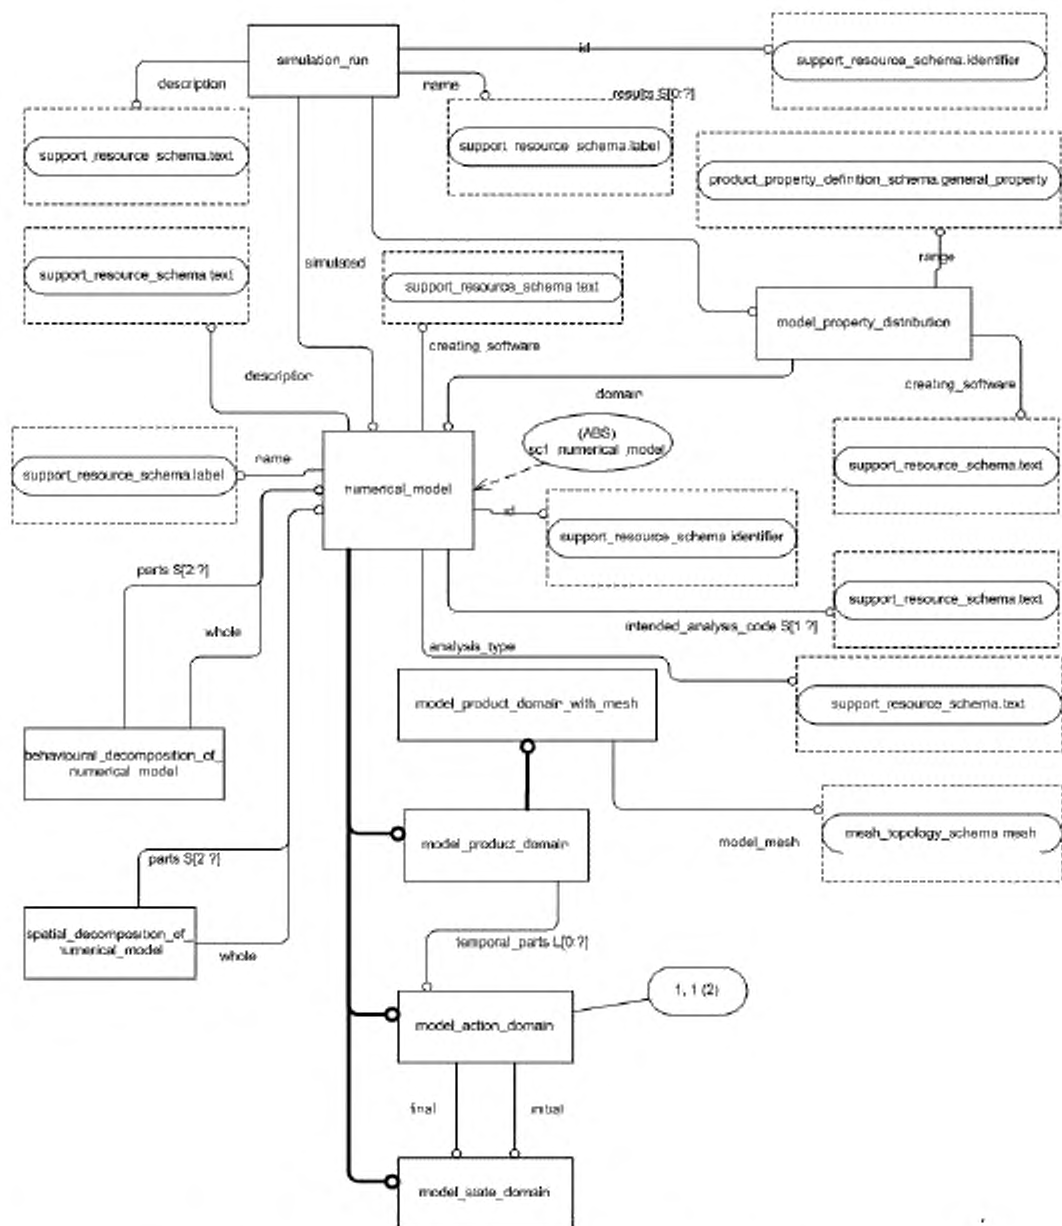 id
simulation_run
support_resource_schema.identifier
description
name
results S[0:?]
support_resource_schema.text
support_resource_schema.label
product_property_definition_schema.general_property
support_resource_schema.text
simulated
support_resource_schema text
range
model_property_distribution
creating_software
description
creating_software
domain
(ABS)
sc1_numerical_model
name
support_resource_schema.label
numerical_model
support_resource_schema.text
id
support_resource_schema identifier
parts S[2 ?]
support_resource_schema.text
intended_analysis_code S[1 ?]
whole
analysis_type
model_product_domain_with_mesh
support_resource_schema.text
behavioural_decomposition_of_
numerical_model
mesh_topology_schema mesh
model_mesh
model_product_domain
parts S[2 ?]
spatial_decomposition_of_
numerical_model
whole
temporal_parts L[0:?]
1, 1 (2)
model_action_domain
final
initial
model_state_domain